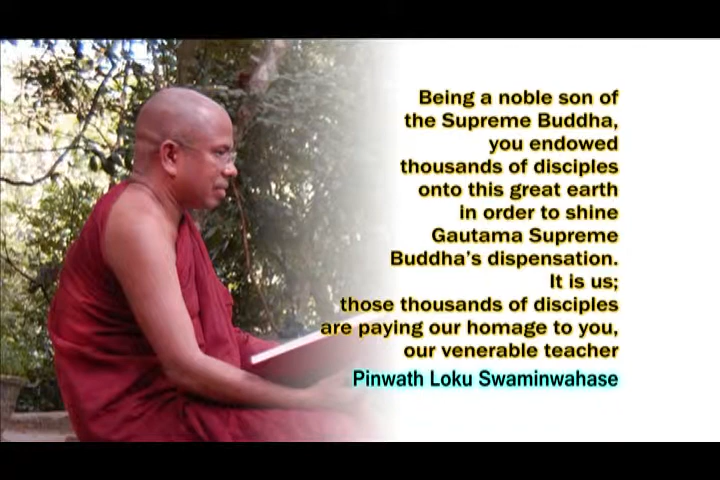 Being a noble son of
the Supreme Buddha,
you endowed
thousands of disciples
onto this great earth
in order to shine
Gautama Supreme
Buddha's dispensation.
It is us;
those thousands of disciples
are paying our homage to you,
our venerable teacher
Pinwath Loku Swaminwahase